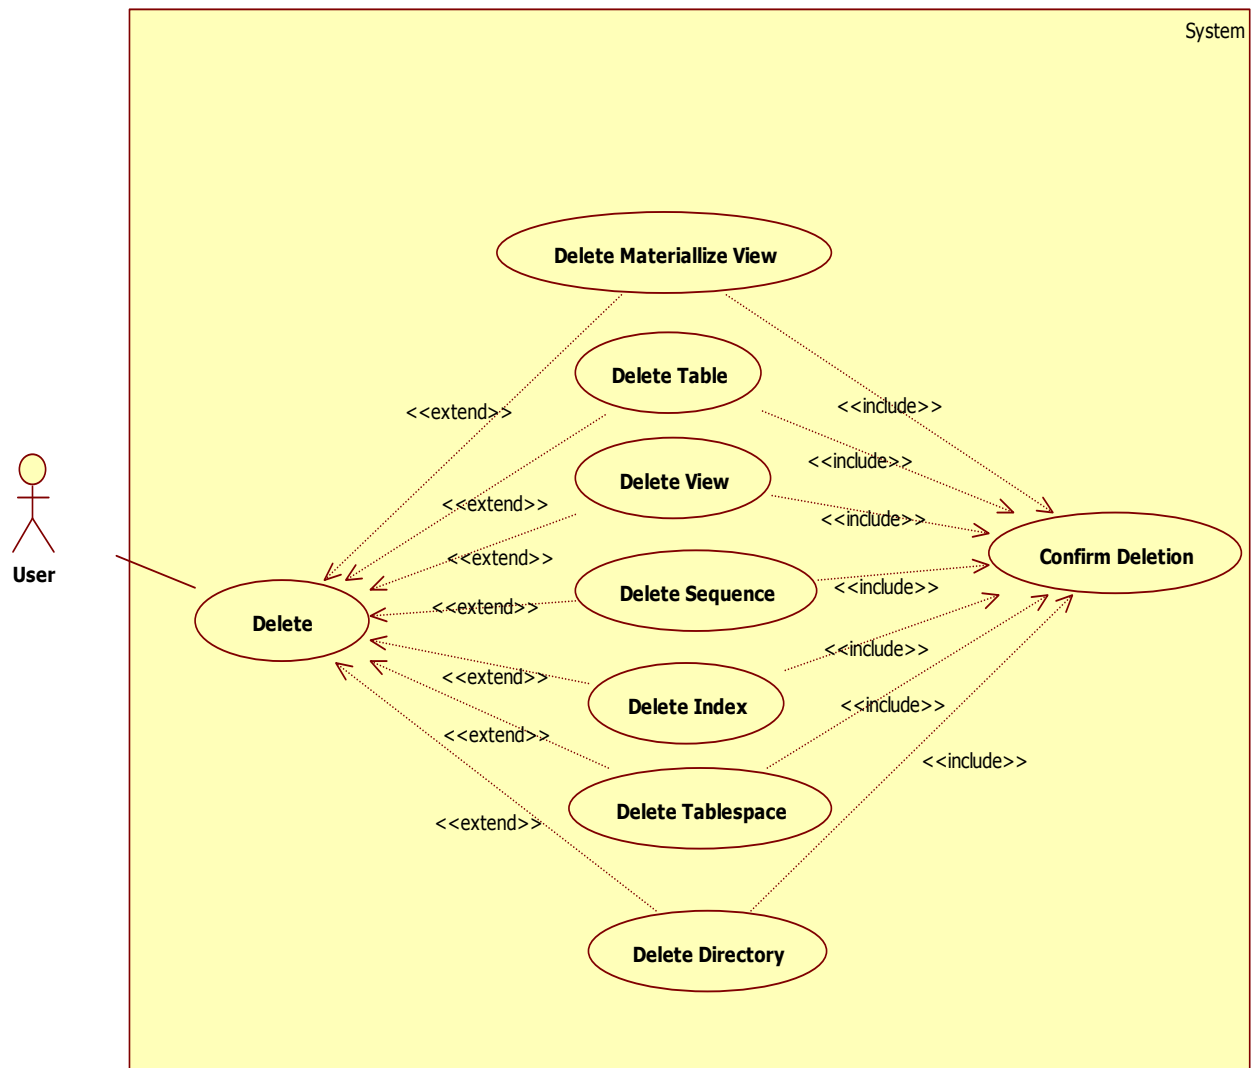 System
Delete Materiallize View
Delete Table
<<extend>>
<<include>>
<<include>>
Delete View
<<extend>>
<<include>>
<<extend>>
Confirm Deletion
User
Delete Sequence
<<include>>
<<extend>>
Delete
<<include>>
<<extend>>
Delete Index
<<include>>
<<extend>>
<<include>>
Delete Tablespace
<<extend>>
Delete Directory